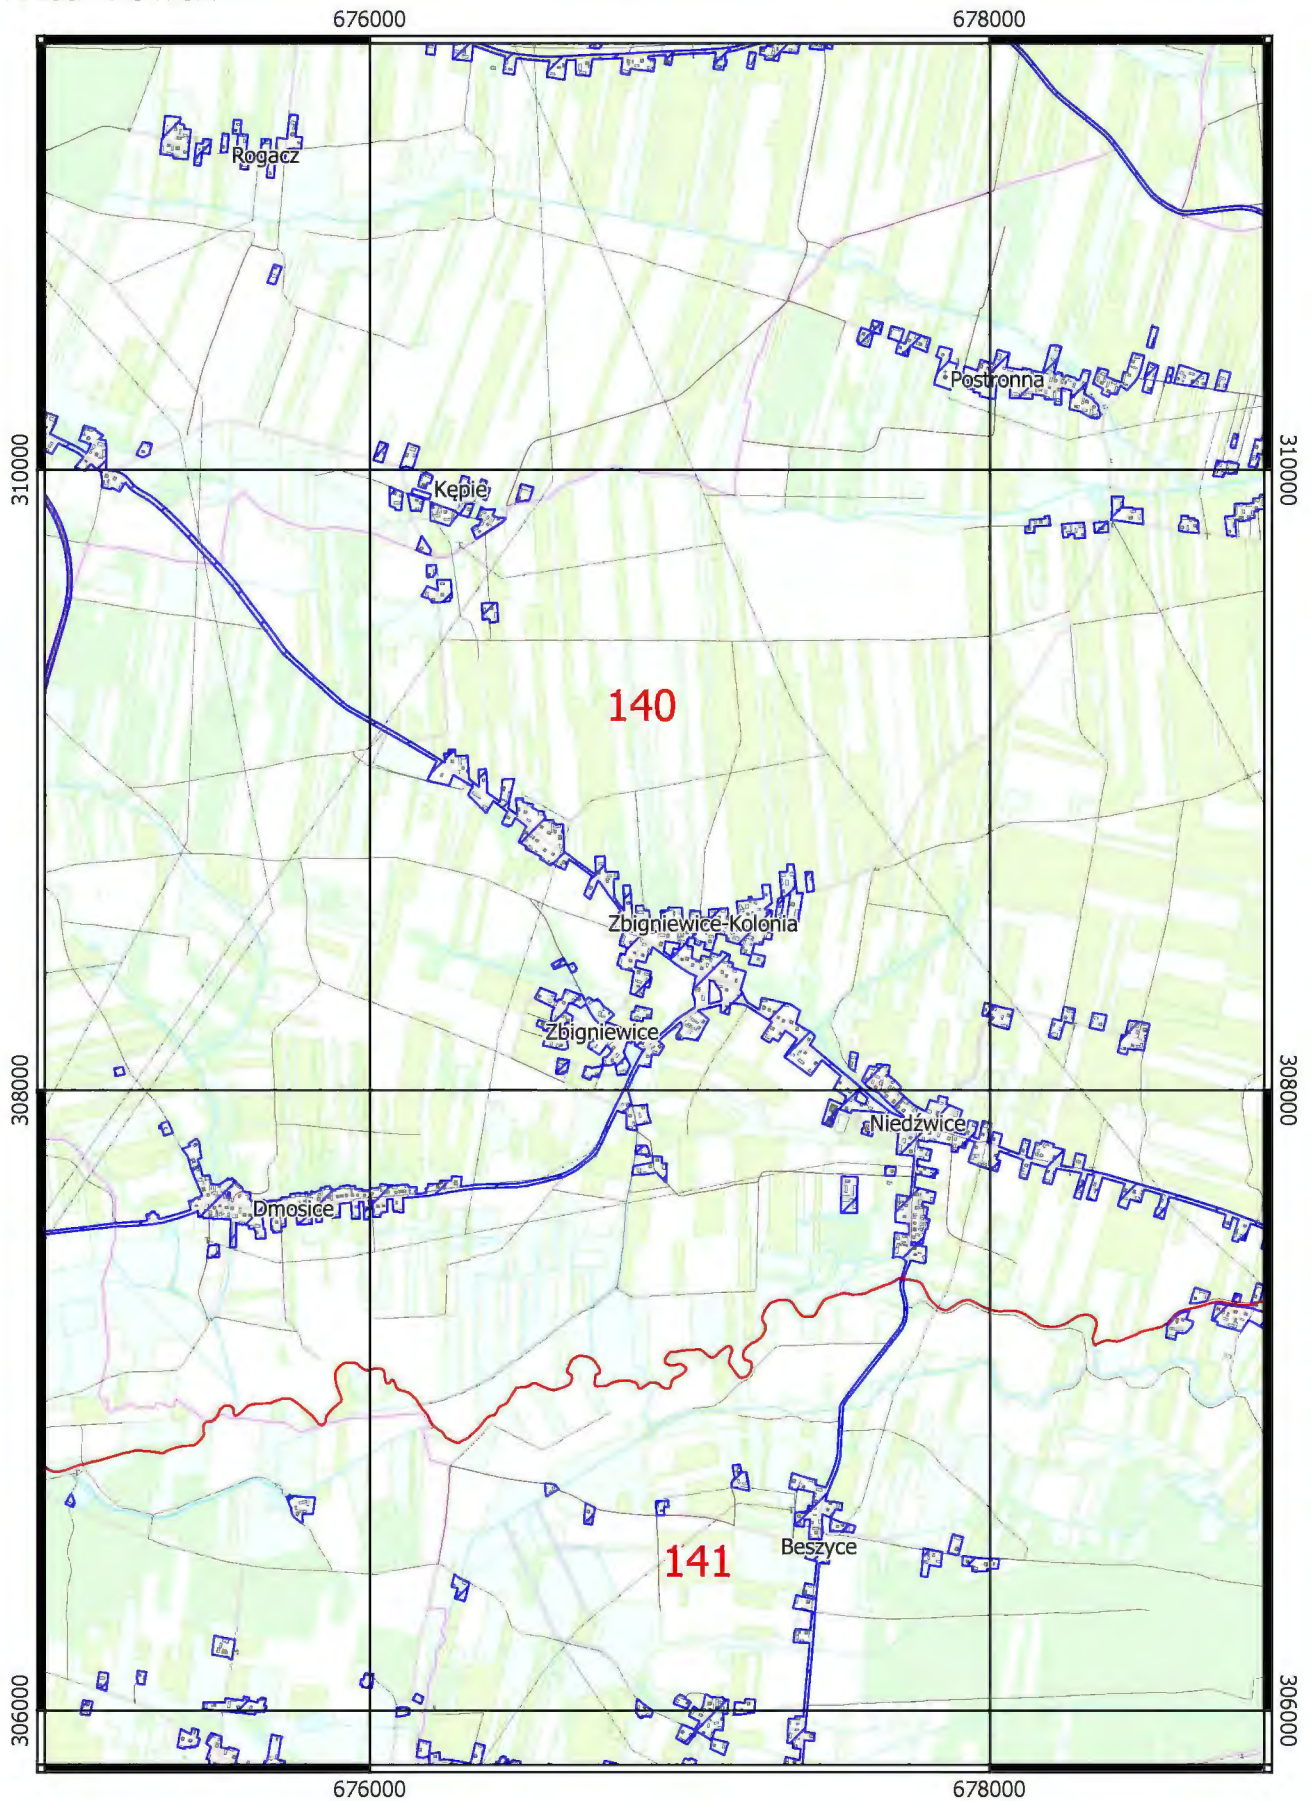 676000 678000
Rogacz
Postronna
310000 310000
Kępie
140
Zbigniewice-Kolonia
Zbigniewice
308000 308000
Niedźwice
Dmosice
Beszyce
141
306000 306000
676000 678000